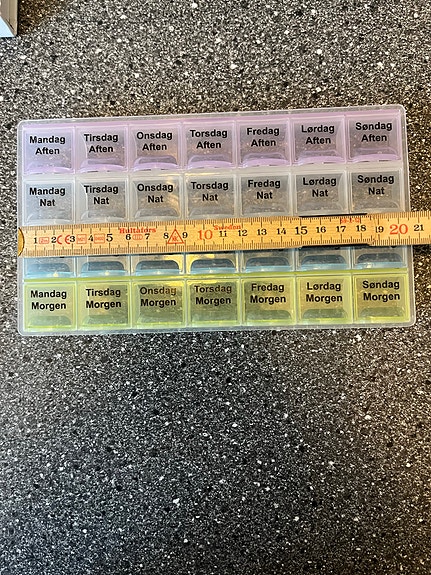 Mandag Tirsdag Onsdag Torsdag Fredag Lørdag Søndag
Aften Aften Aften Aften Aften Aften Aften
Mandag Tirsdag Onsdag Torsdag Fredag Lørdag Søndag
Nat Nat Nat Nat Nat Nat Nat
Hultafors Sweden
1 2 CE 3 4 5 6 7 8 9 10 11 12 13 14 15 16 17 18 19 20 21
Mandag Tirsdag Onsdag Torsdag Fredag Lørdag Søndag
Morgen Morgen Morgen Morgen Morgen Morgen Morgen